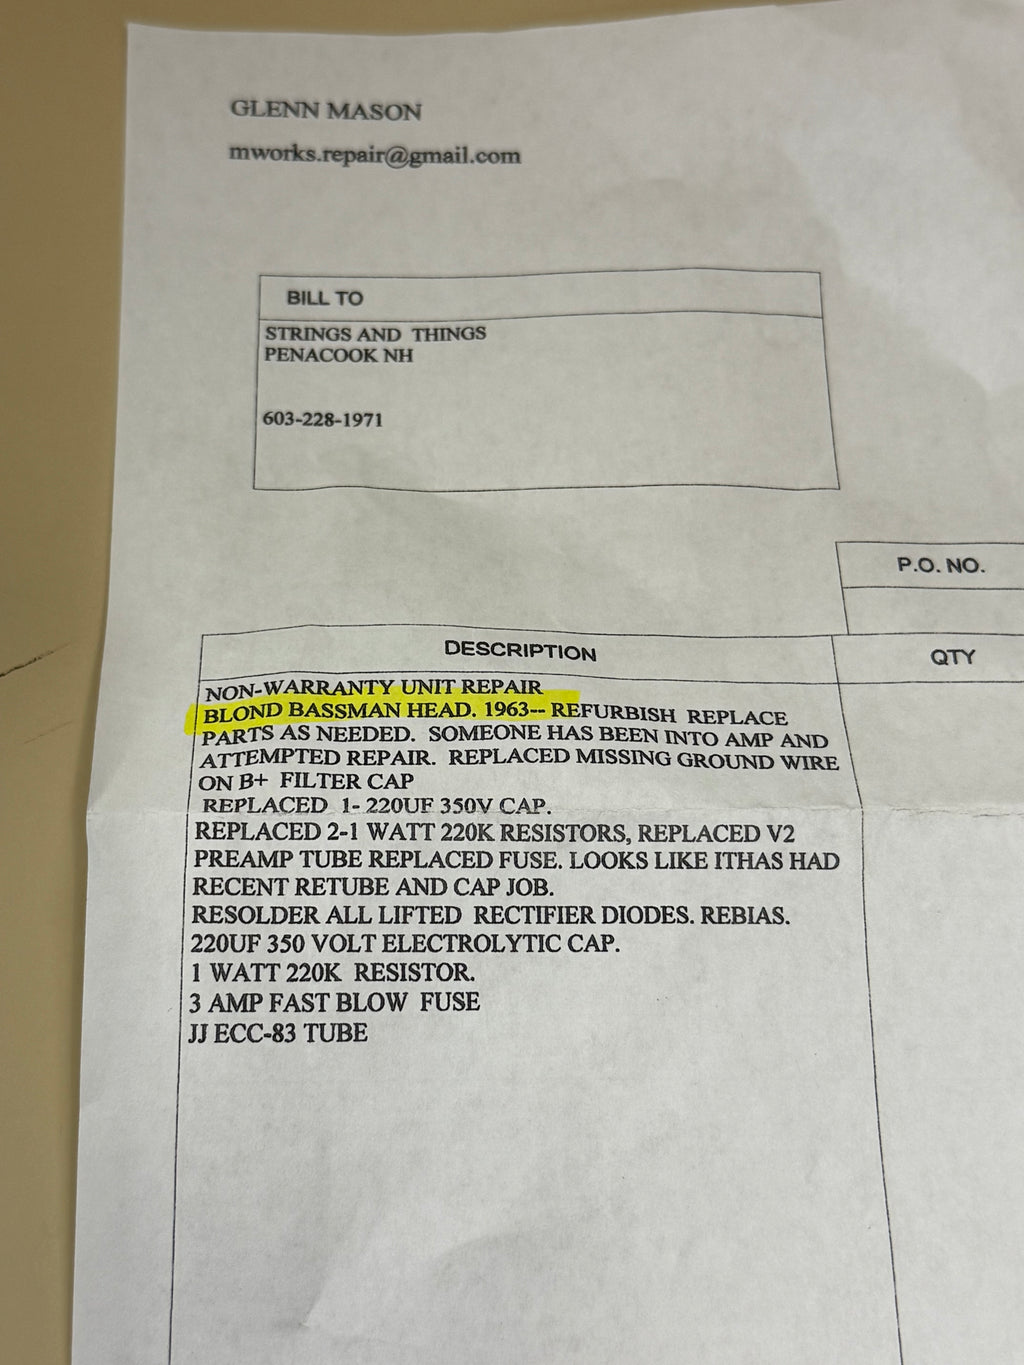 GLENN MASON
mworks.repair@gmail.com
BILL TO
STRINGS AND THINGS
PENACOOK NH
603-228-1971
P.O. NO.
DESCRIPTION
QTY
NON-WARRANTY UNIT REPAIR
BLOND BASSMAN HEAD. 1963-- REFURBISH REPLACE
PARTS AS NEEDED. SOMEONE HAS BEEN INTO AMP AND
ATTEMPTED REPAIR. REPLACED MISSING GROUND WIRE
ON B+ FILTER CAP
REPLACED 1- 220UF 350V CAP.
REPLACED 2-1 WATT 220K RESISTORS, REPLACED V2
PREAMP TUBE REPLACED FUSE. LOOKS LIKE ITHAS HAD
RECENT RETUBE AND CAP JOB.
RESOLDER ALL LIFTED RECTIFIER DIODES. REBIAS.
220UF 350 VOLT ELECTROLYTIC CAP.
1 WATT 220K RESISTOR.
3 AMP FAST BLOW FUSE
JJ ECC-83 TUBE